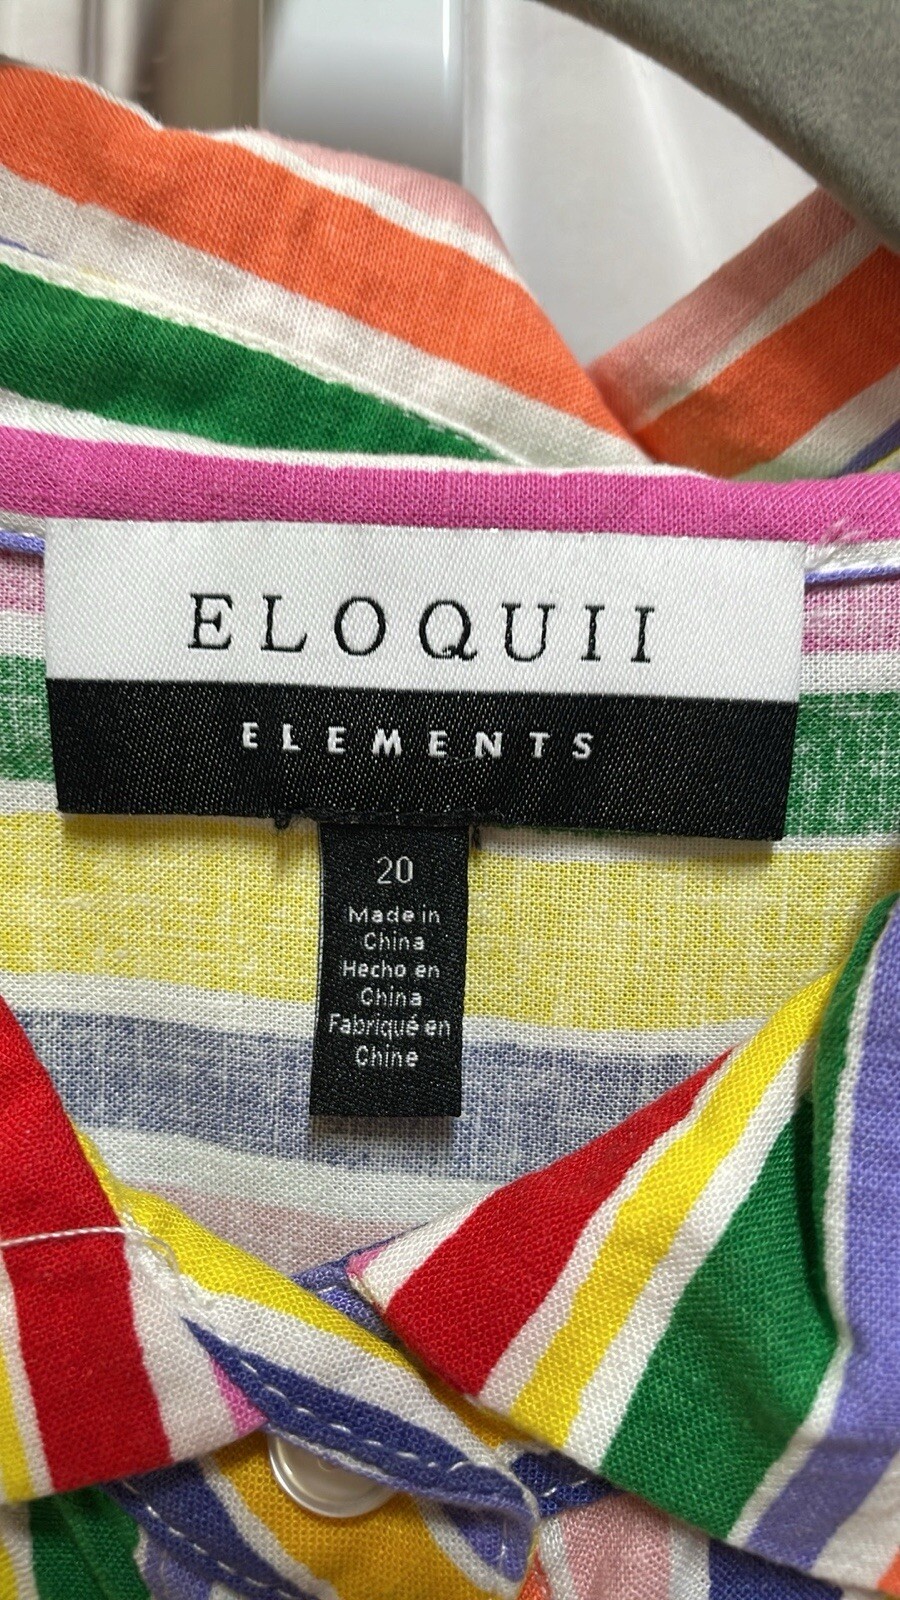 ELOQUII
ELEMENTS
20
Made in
China
Hecho en
China
Fabriqué en
Chine